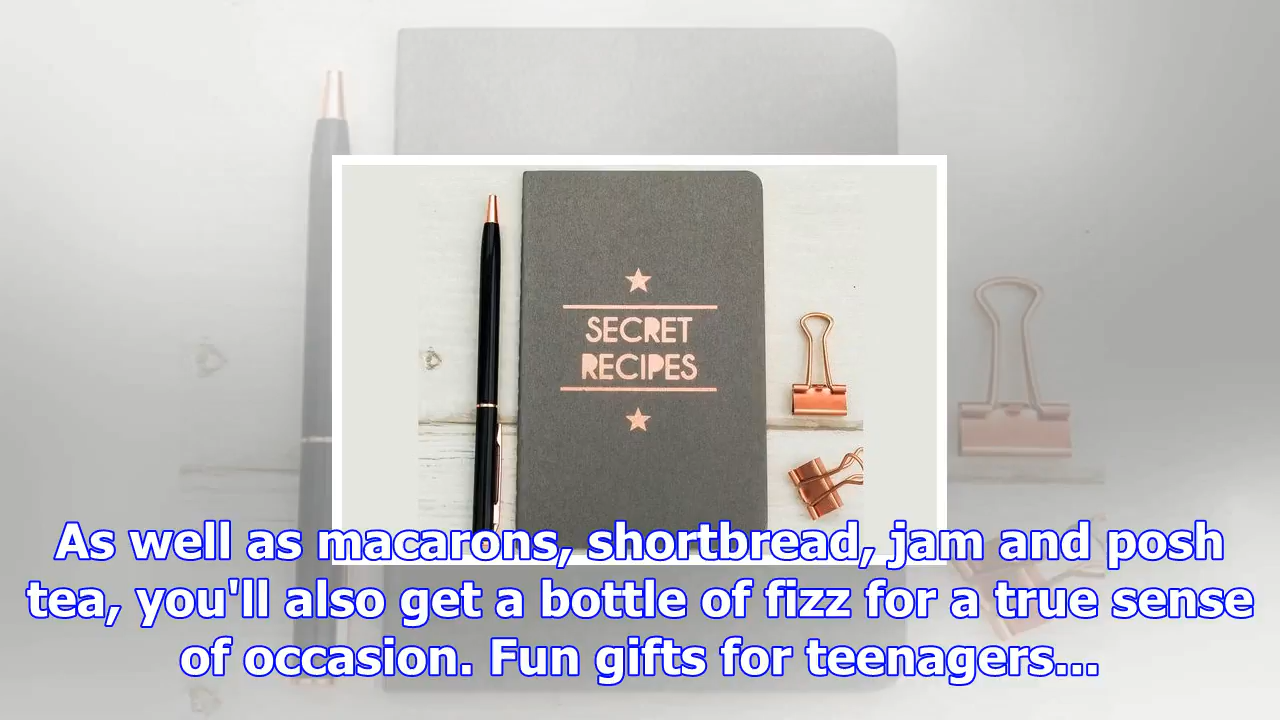 SECRET
RECIPES
As well as macarons, shortbread, jam and posh
tea, you'll also get a bottle of fizz for a true sense
of occasion. Fun gifts for teenagers...